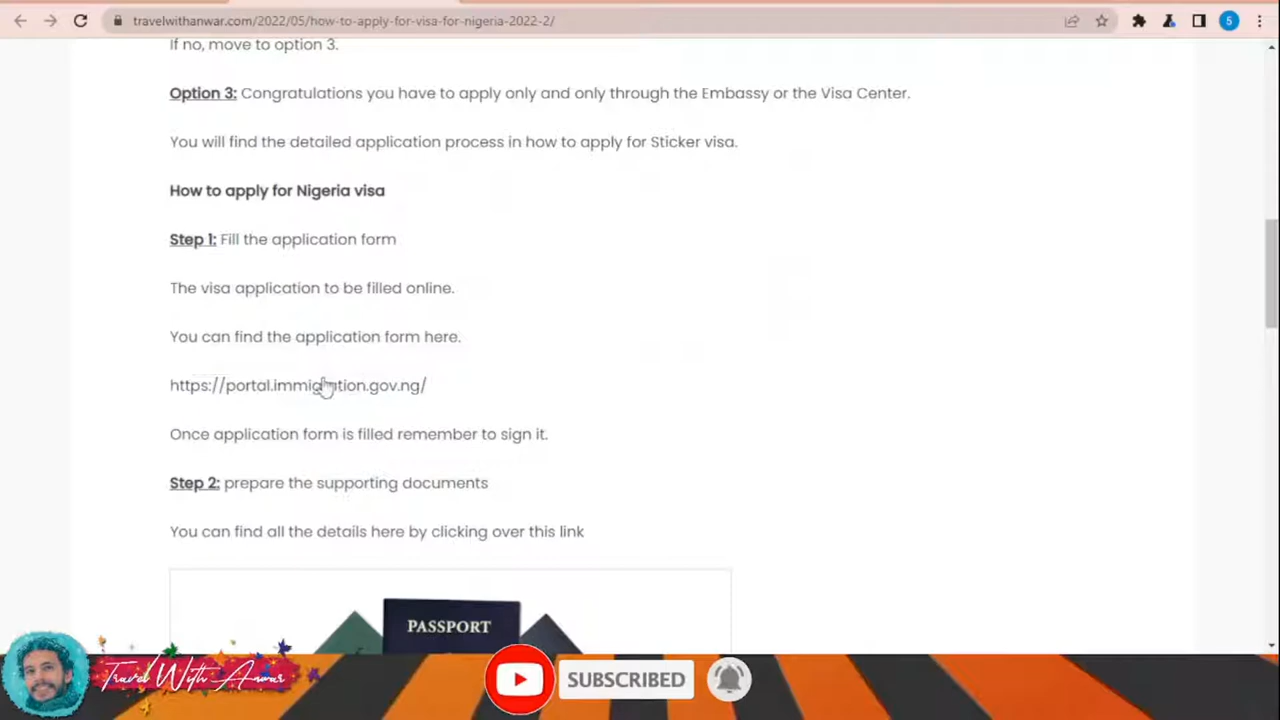 travelwithanwar.com/2022/05/how-to-apply-for-visa-for-nigeria-2022-2/
5
If no, move to option 3.
Option 3: Congratulations you have to apply only and only through the Embassy or the Visa Center.
You will find the detailed application process in how to apply for Sticker visa.
How to apply for Nigeria visa
Step 1: Fill the application form
The visa application to be filled online.
You can find the application form here.
https://portal.immigration.gov.ng/
Once application form is filled remember to sign it.
Step 2: prepare the supporting documents
You can find all the details here by clicking over this link
PASSPORT
Travel With Anwar
SUBSCRIBED